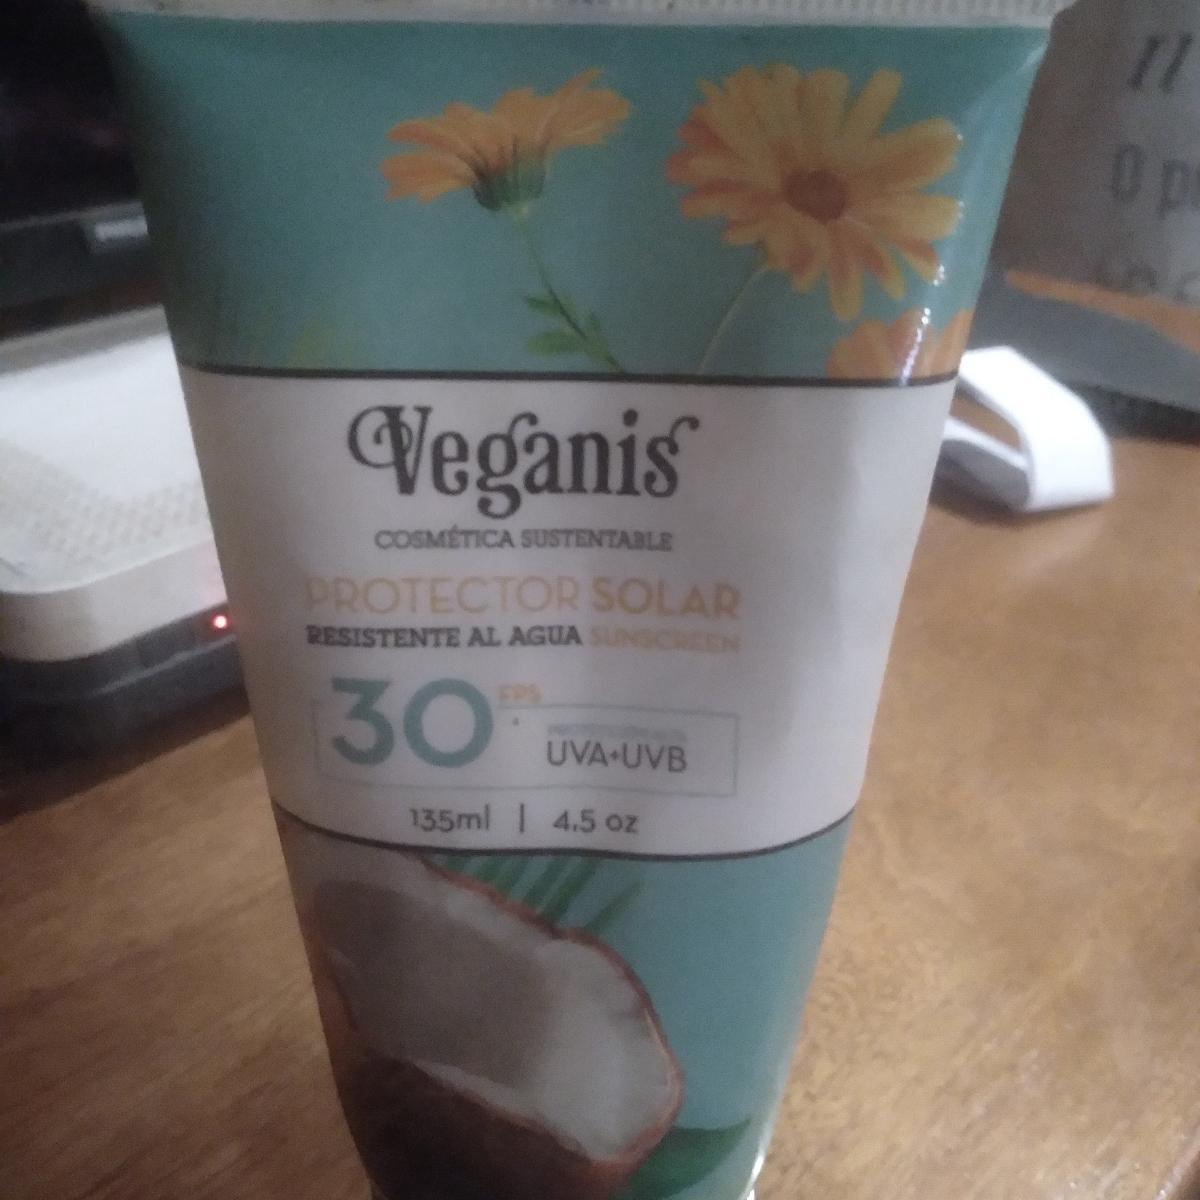 Veganis
COSMÉTICA SUSTENTABLE
PROTECTOR SOLAR
RESISTENTE AL AGUA SUNSCREEN
30 FPS
UVA+UVB
135ml | 4.5 oz